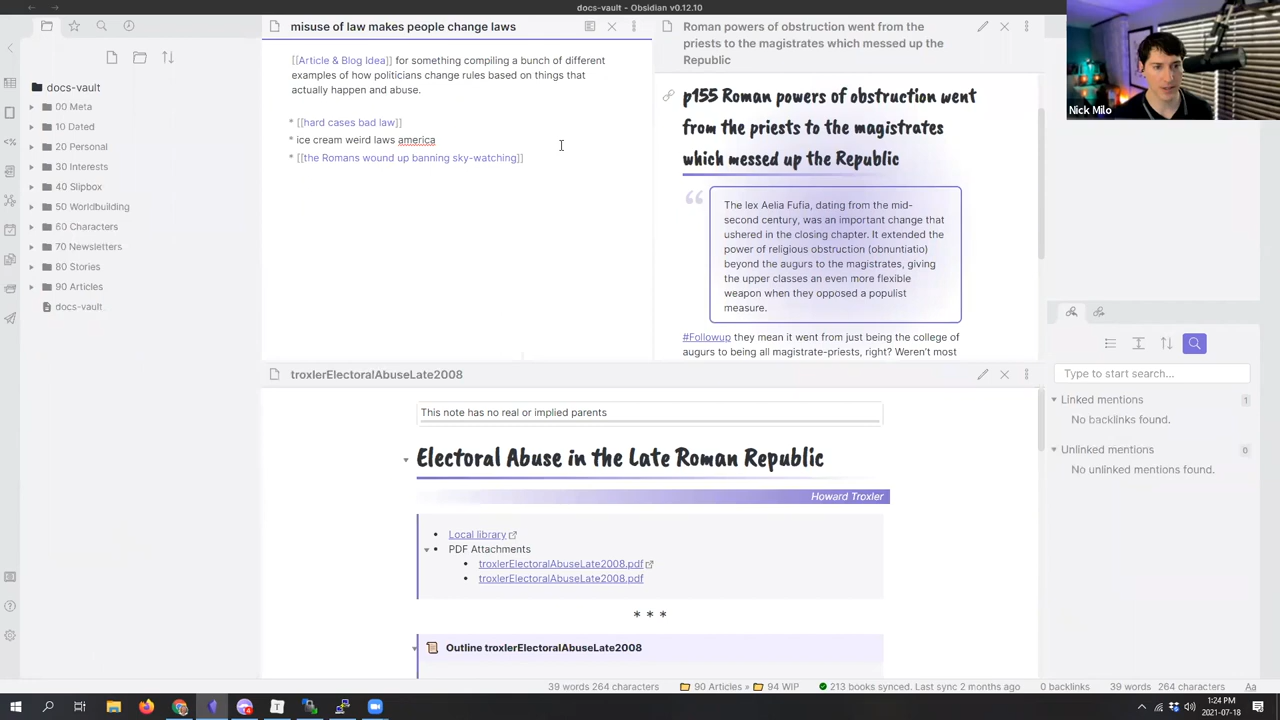 docs-vault - Obsidian v0.12.10
misuse of law makes people change laws
Roman powers of obstruction went from the
priests to the magistrates which messed up the
Republic
Nick Milo
[[Article & Blog Idea]] for something compiling a bunch of different
examples of how politicians change rules based on things that
actually happen and abuse.
* [[hard cases bad law]]
* ice cream weird laws america
* [[the Romans wound up banning sky-watching]]
docs-vault
00 Meta
10 Dated
20 Personal
30 Interests
40 Slipbox
50 Worldbuilding
60 Characters
70 Newsletters
80 Stories
90 Articles
docs-vault
p155 Roman powers of obstruction went
from the priests to the magistrates
which messed up the Republic
The lex Aelia Fufia, dating from the mid-
second century, was an important change that
ushered in the closing chapter. It extended the
power of religious obstruction (obnuntiatio)
beyond the augurs to the magistrates, giving
the upper classes an even more flexible
weapon when they opposed a populist
measure.
#Followup they mean it went from just being the college of
augurs to being all magistrate-priests, right? Weren't most
troxlerElectoralAbuseLate2008
This note has no real or implied parents
Electoral Abuse in the Late Roman Republic
Howard Troxler
• Local library
• PDF Attachments
• troxlerElectoralAbuseLate2008.pdf
• troxlerElectoralAbuseLate2008.pdf
* * *
Outline troxlerElectoralAbuseLate2008
Type to start search...
Linked mentions 1
No backlinks found.
Unlinked mentions 0
No unlinked mentions found.
39 words 264 characters 90 Articles » 94 WIP 213 books synced. Last sync 2 months ago 0 backlinks 39 words 264 characters Aa
1:24 PM
2021-07-18